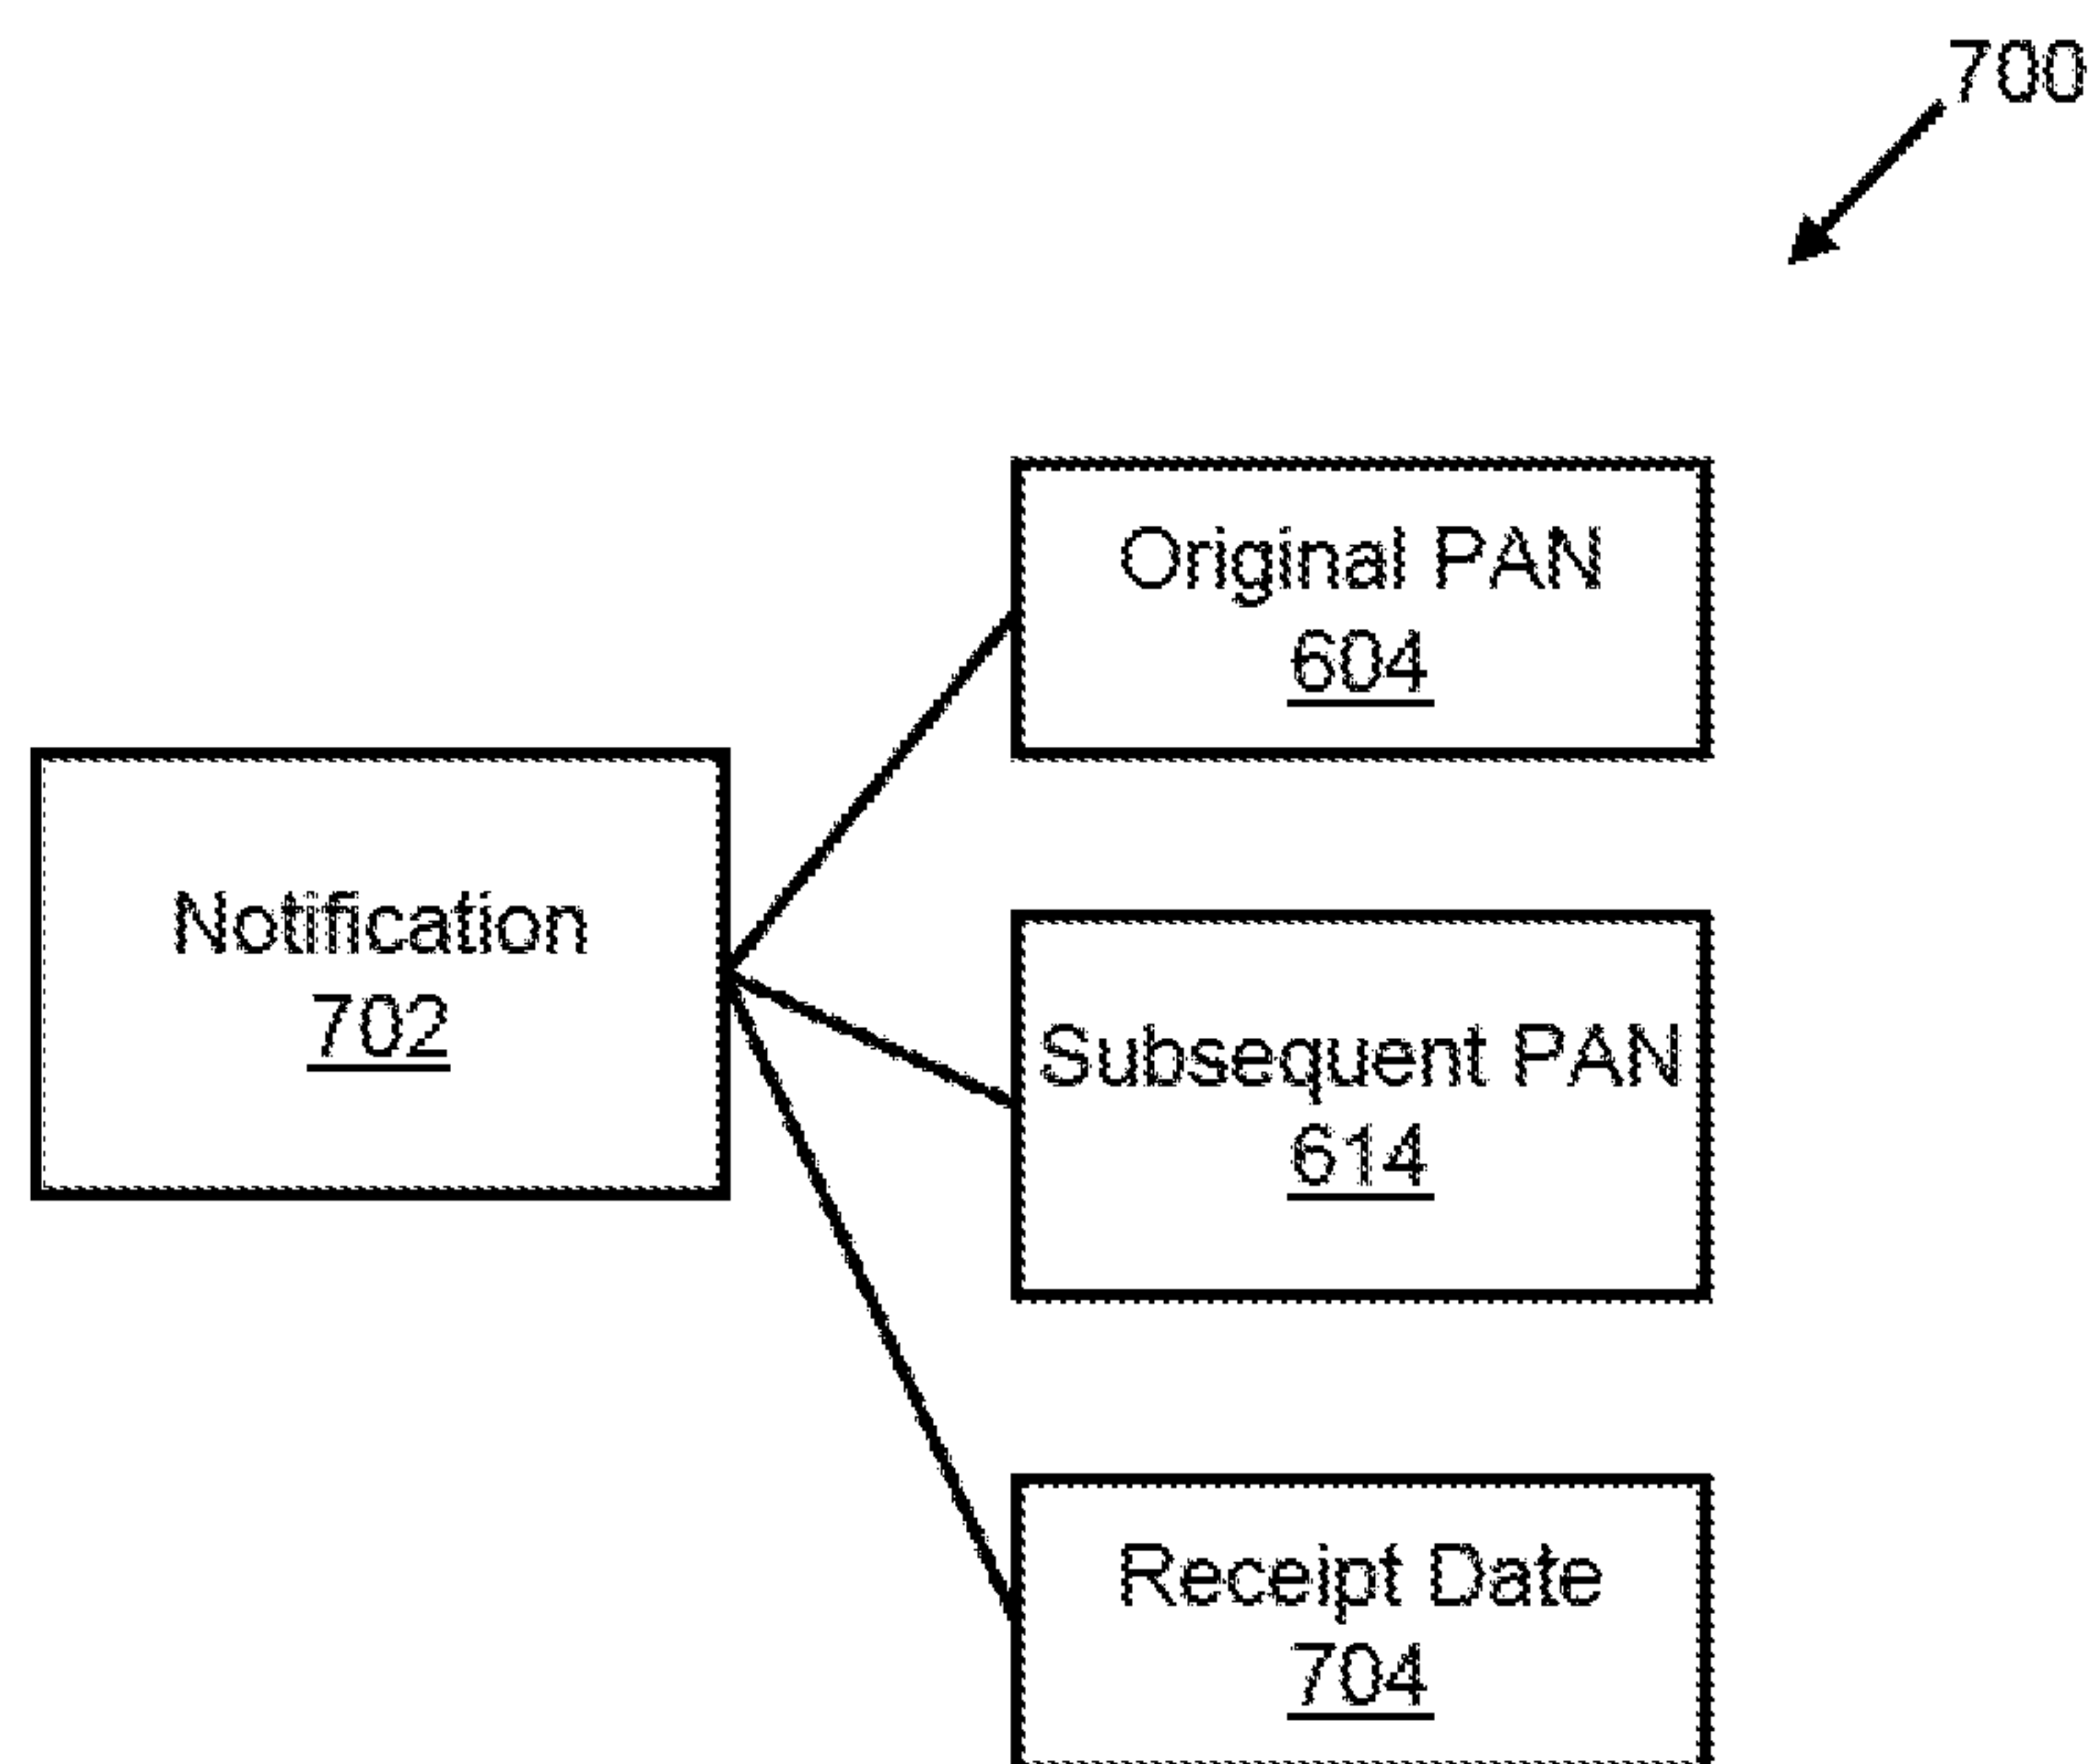 700
Original PAN
604
Notification
702
Subsequent PAN
614
Receipt Date
704